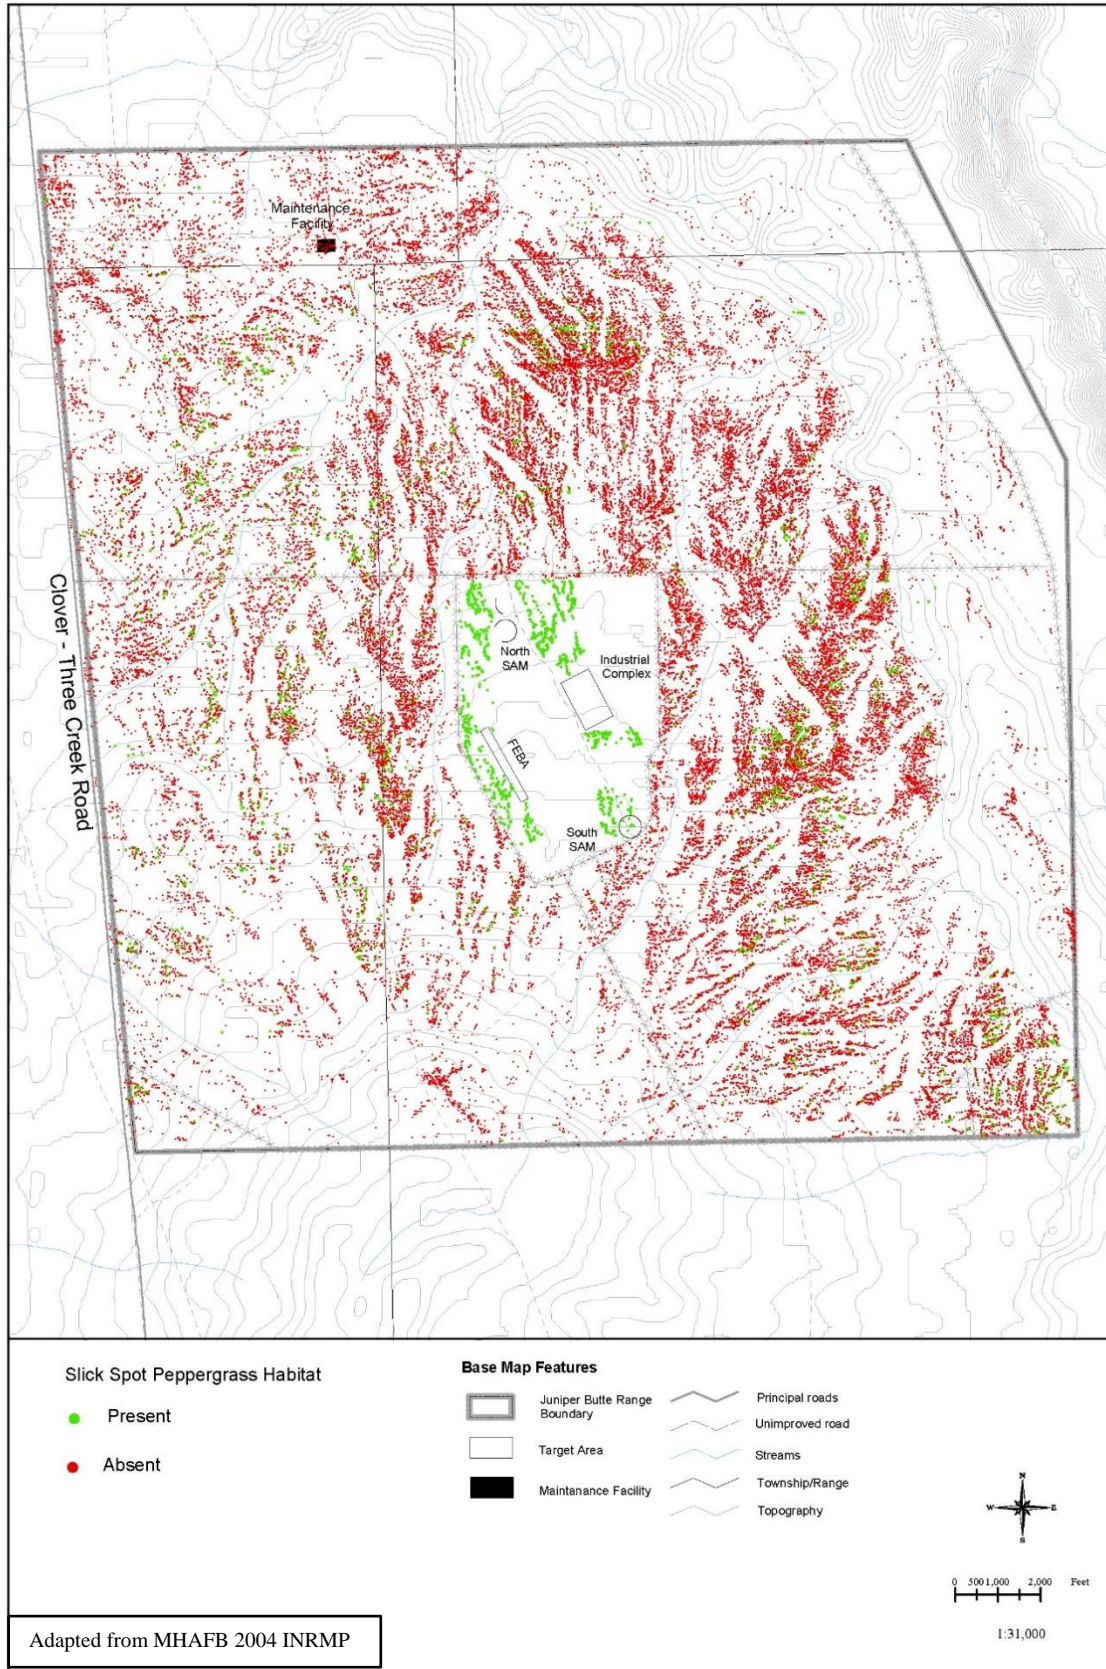 Maintenance
Facility
North
SAM
Industrial
Complex
FEBA
South
SAM
Clover - Three Creek Road
Slick Spot Peppergrass Habitat
Present
Absent
Base Map Features
Juniper Butte Range
Boundary
Target Area
Maintanance Facility
Principal roads
Unimproved road
Streams
Township/Range
Topography
N
W
E
S
0 500 1,000 2,000 Feet
1:31,000
Adapted from MHAFB 2004 INRMP